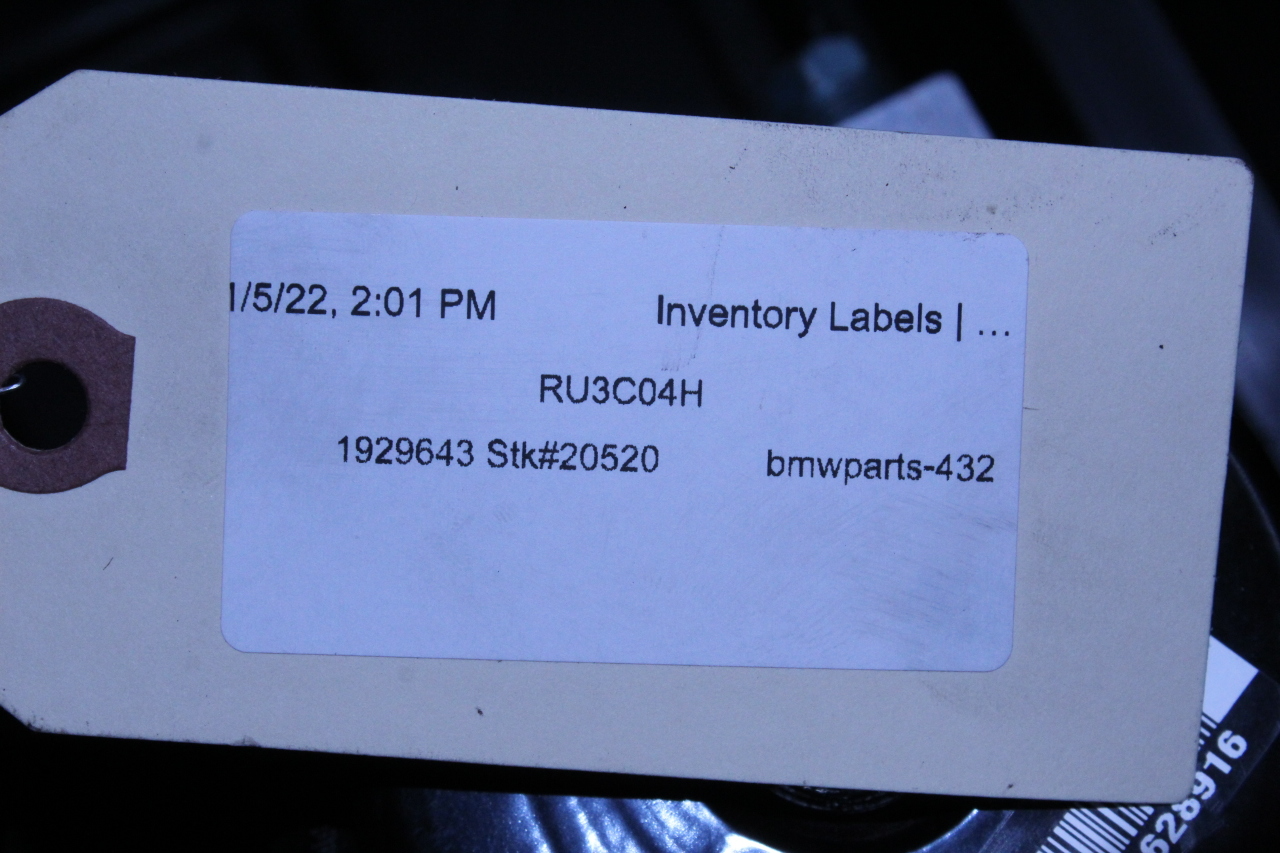 1/5/22, 2:01 PM Inventory Labels | ...
RU3C04H
1929643 Stk#20520 bmwparts-432
628916